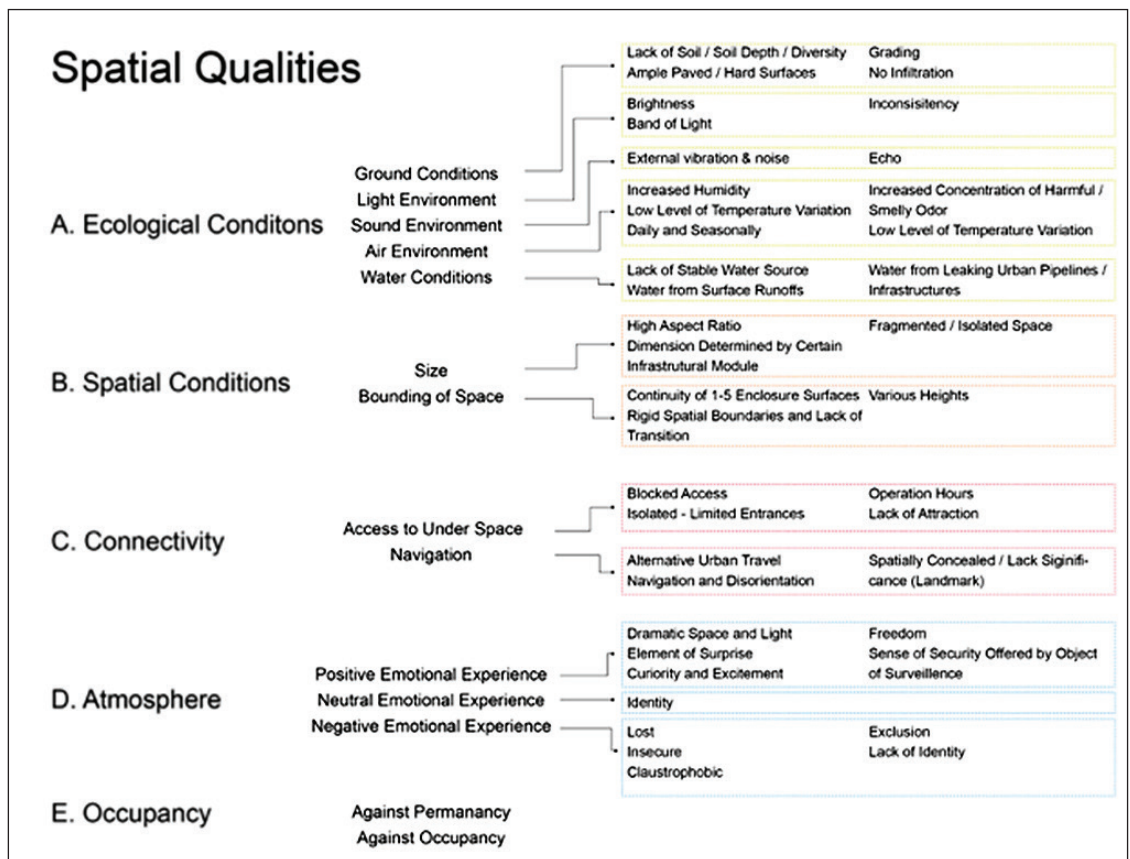 Spatial Qualities
A. Ecological Conditons
Ground Conditions
Light Environment
Sound Environment
Air Environment
Water Conditions
Lack of Soil / Soil Depth / Diversity
Ample Paved / Hard Surfaces
Grading
No Infiltration
Brightness
Band of Light
Inconsisitency
External vibration & noise
Echo
Increased Humidity
Low Level of Temperature Variation
Daily and Seasonally
Increased Concentration of Harmful /
Smelly Odor
Low Level of Temperature Variation
Lack of Stable Water Source
Water from Surface Runoffs
Water from Leaking Urban Pipelines /
Infrastructures
B. Spatial Conditions
Size
Bounding of Space
High Aspect Ratio
Dimension Determined by Certain
Infrastrutural Module
Fragmented / Isolated Space
Continuity of 1-5 Enclosure Surfaces
Rigid Spatial Boundaries and Lack of
Transition
Various Heights
C. Connectivity
Access to Under Space
Navigation
Blocked Access
Isolated - Limited Entrances
Operation Hours
Lack of Attraction
Alternative Urban Travel
Navigation and Disorientation
Spatially Concealed / Lack Siginifi-
cance (Landmark)
D. Atmosphere
Positive Emotional Experience
Neutral Emotional Experience
Negative Emotional Experience
Dramatic Space and Light
Element of Surprise
Curiority and Excitement
Freedom
Sense of Security Offered by Object
of Surveillence
Identity
Lost
Insecure
Claustrophobic
Exclusion
Lack of Identity
E. Occupancy
Against Permanancy
Against Occupancy